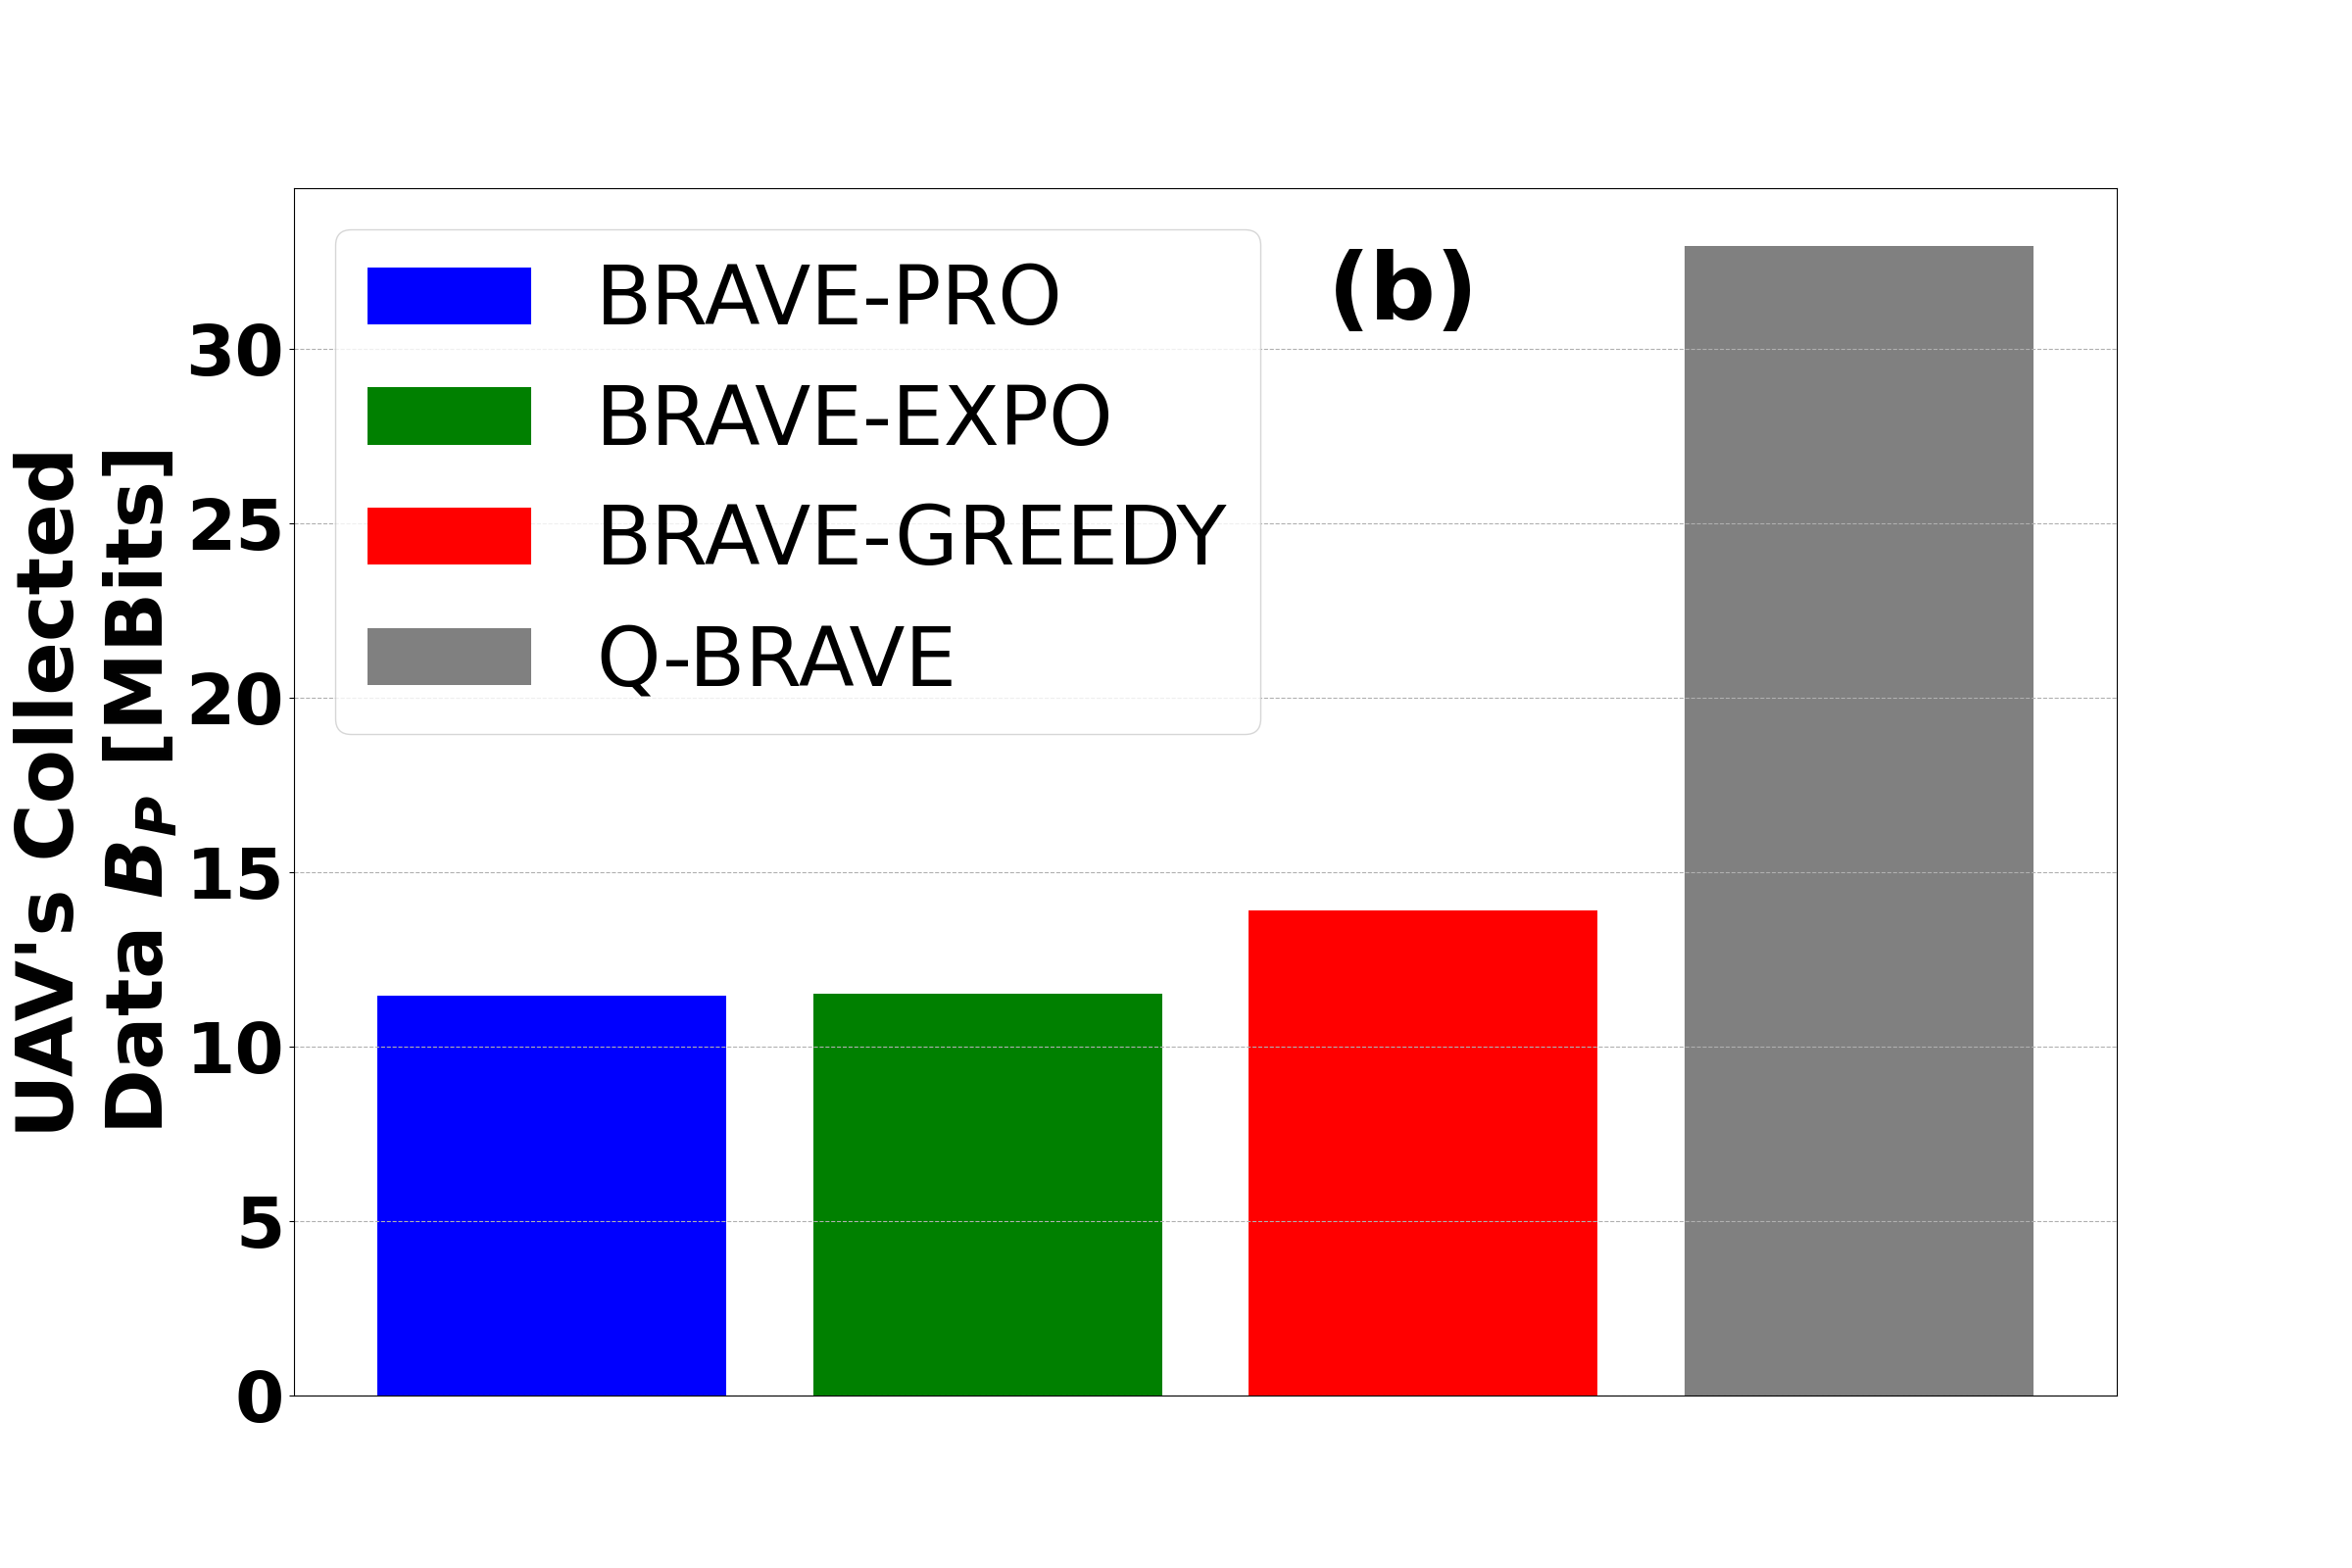 (b)
BRAVE-PRO
BRAVE-EXPO
BRAVE-GREEDY
Q-BRAVE
UAV's Collected
Data B_P [MBits]
30
25
20
15
10
5
0